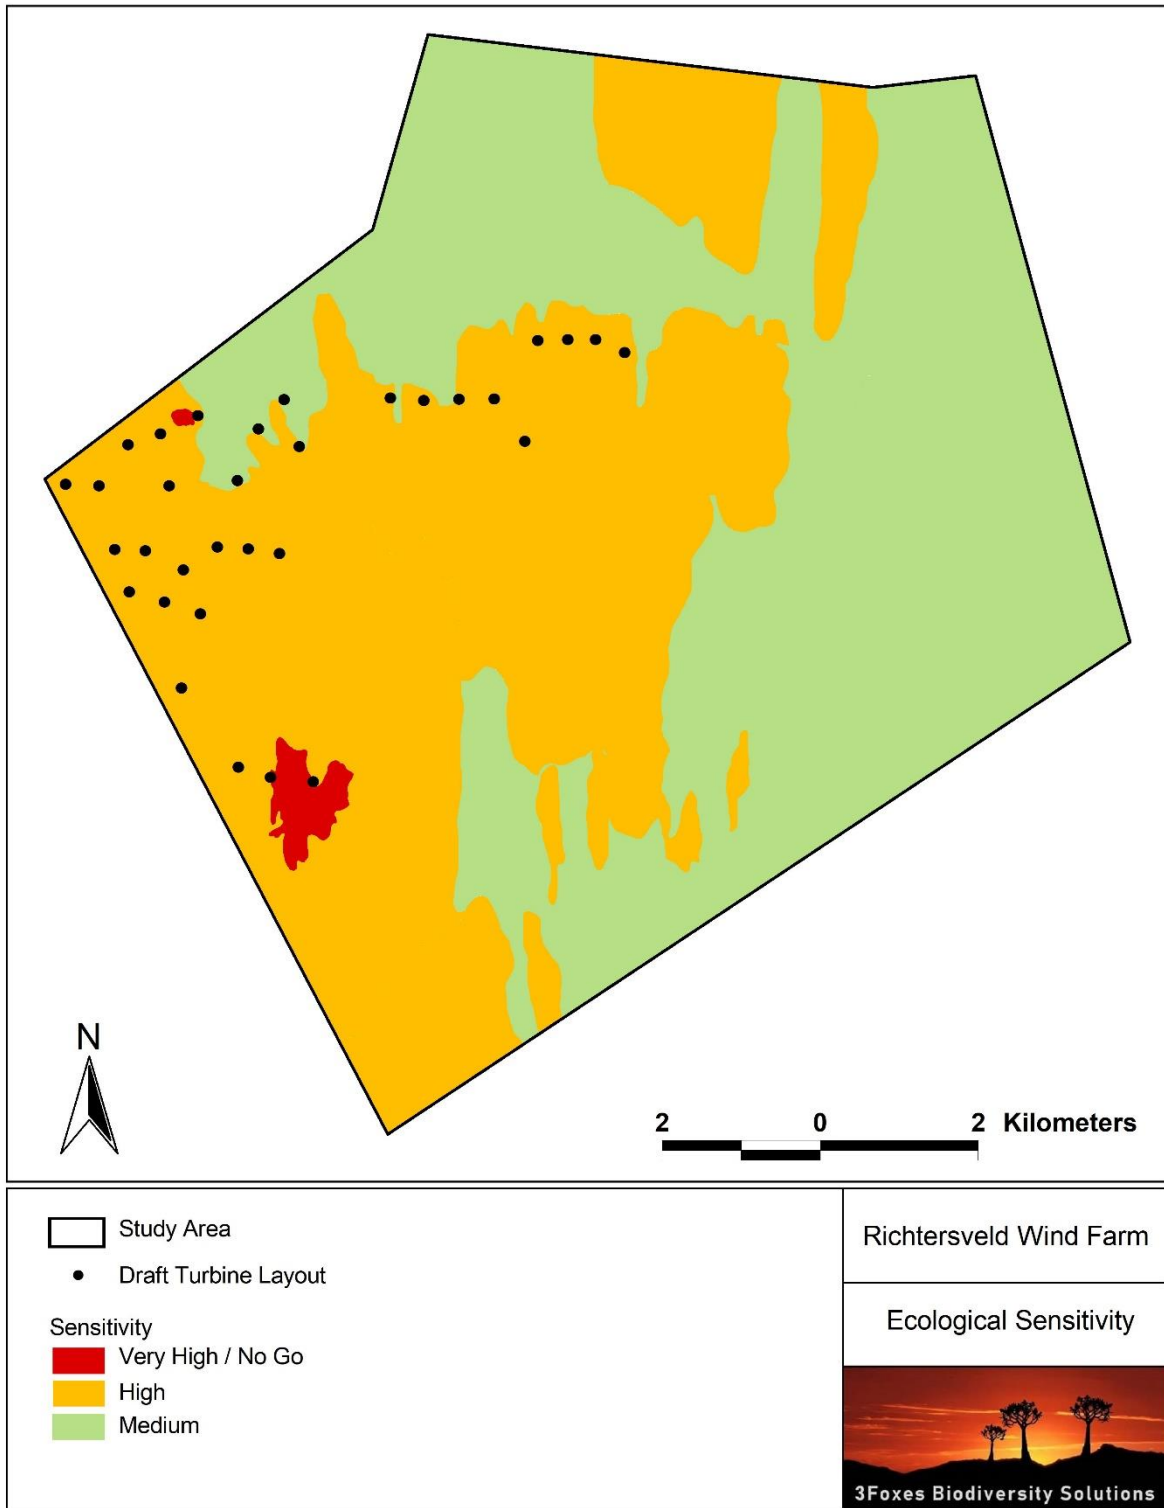 N
2 0 2 Kilometers
Study Area
Draft Turbine Layout
Sensitivity
Very High / No Go
High
Medium
Richtersveld Wind Farm
Ecological Sensitivity
3Foxes Biodiversity Solutions